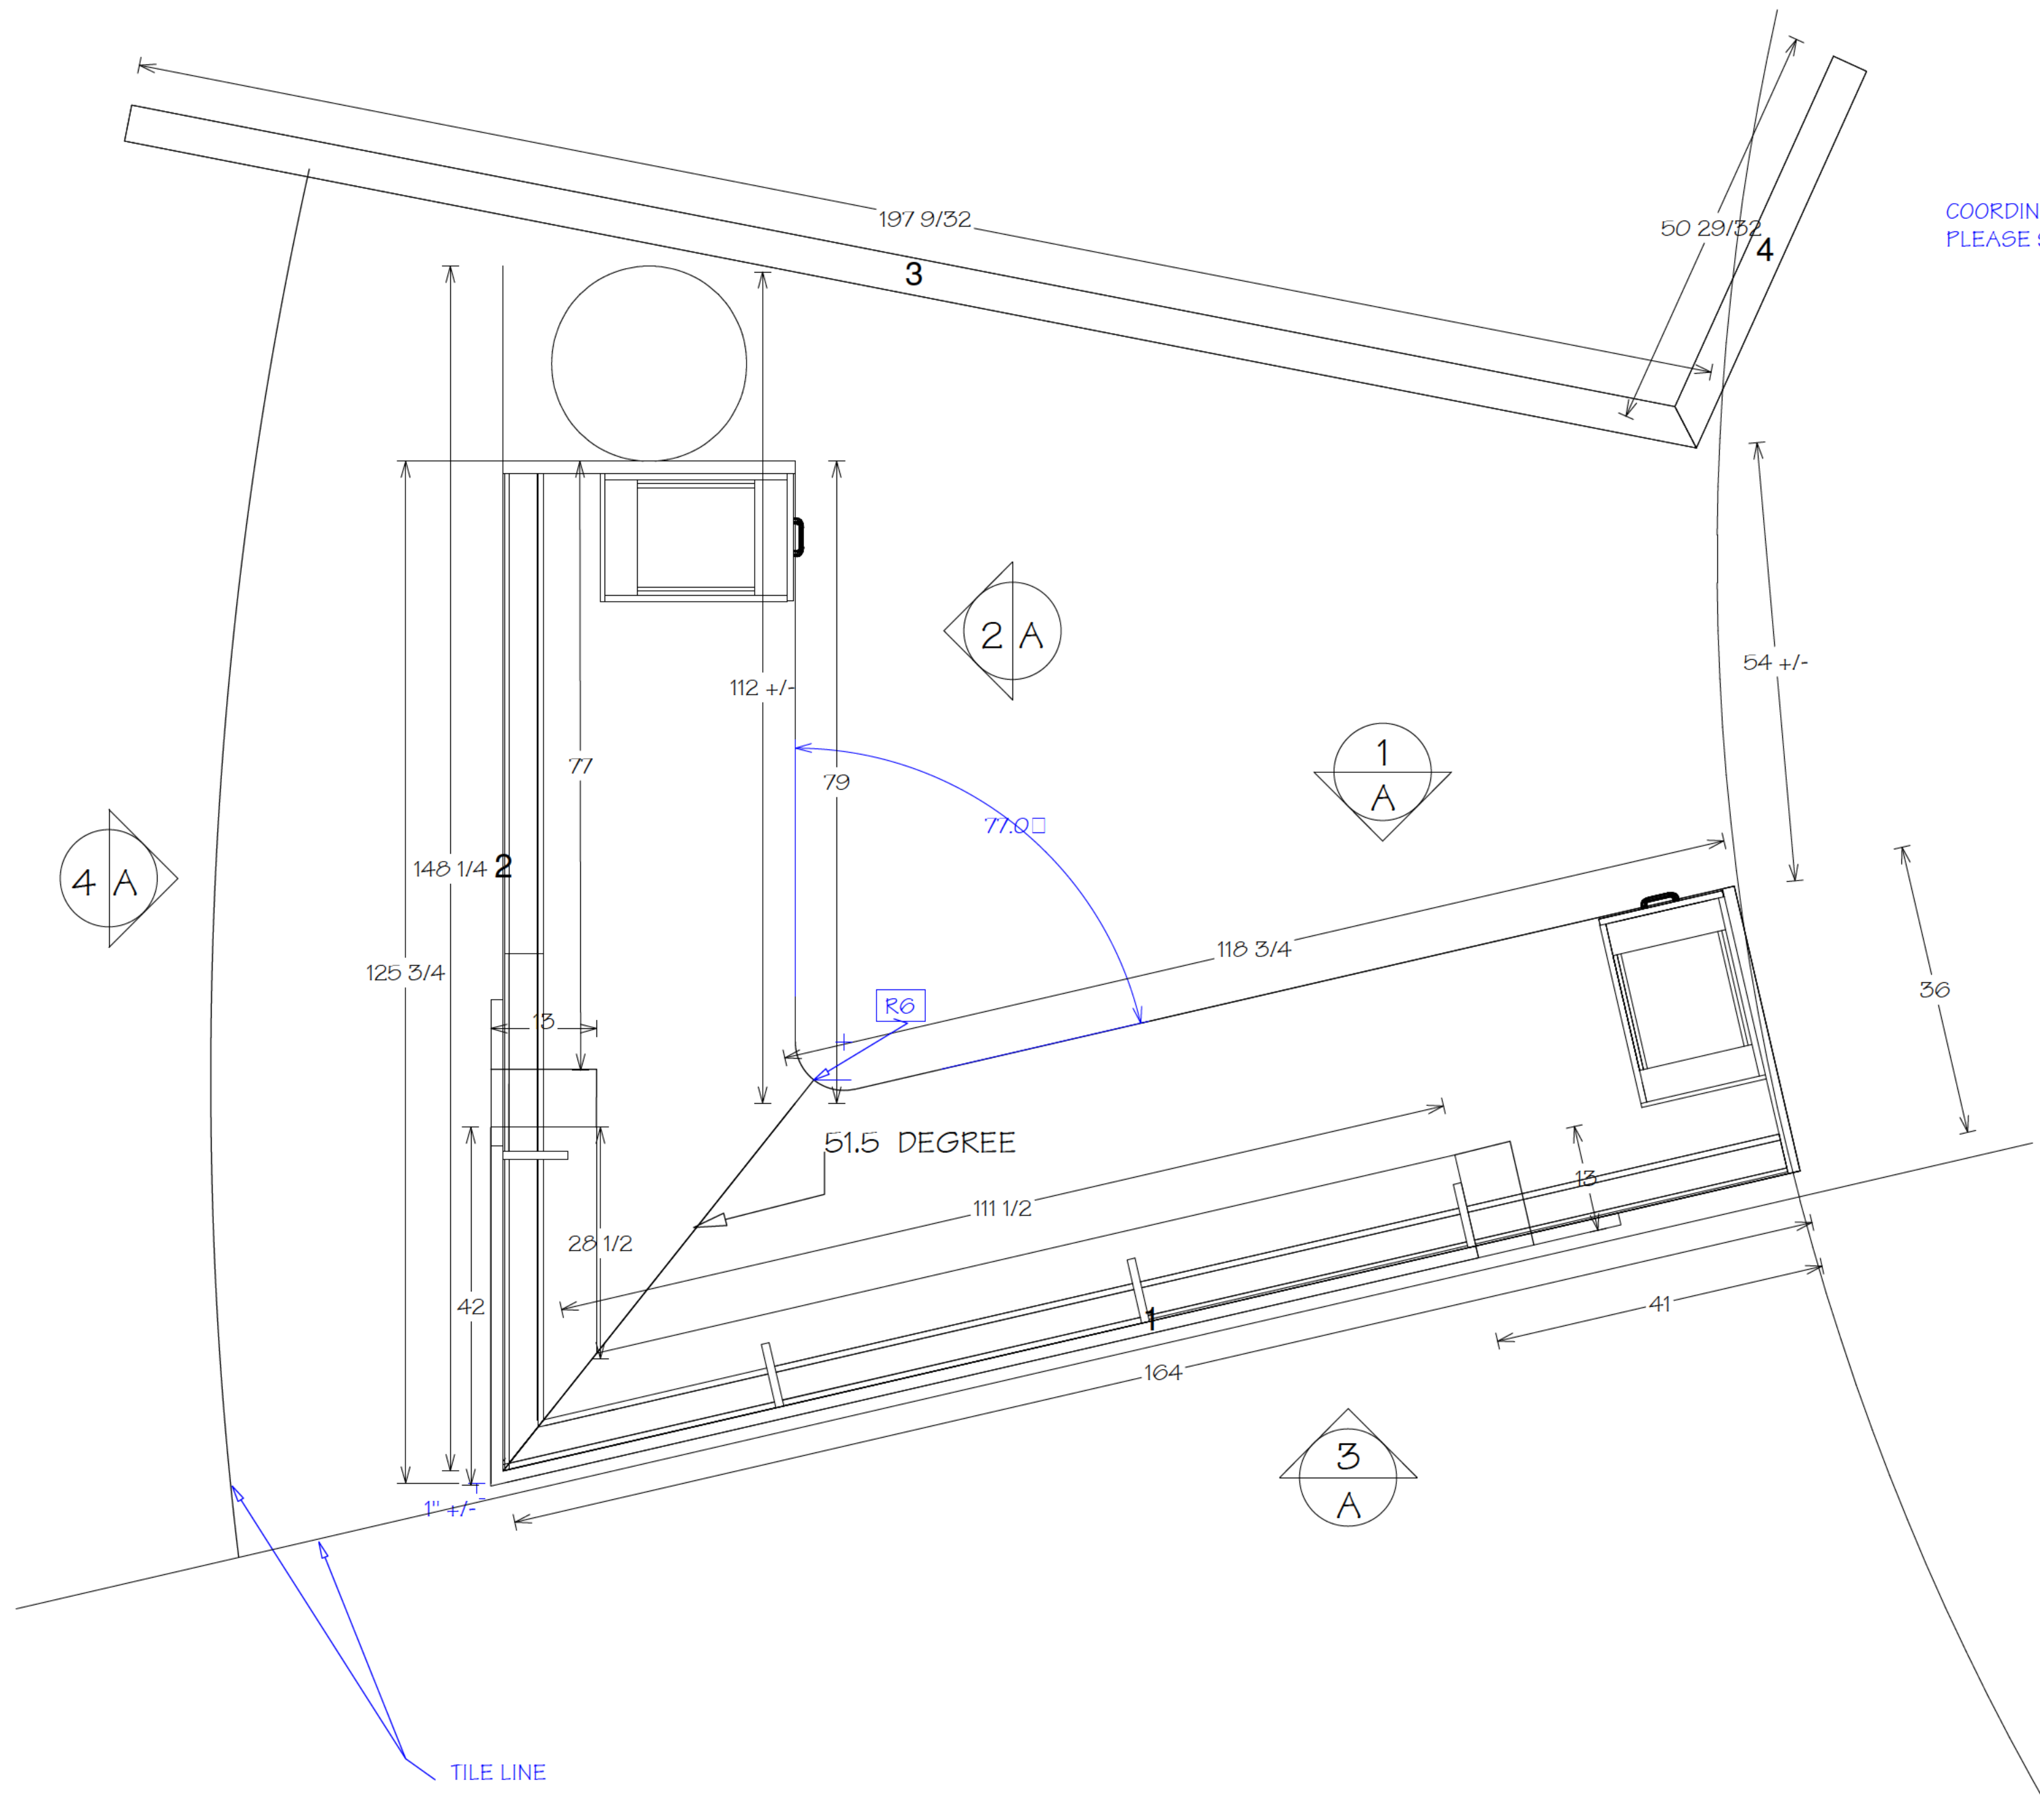 197 9/32
50 29/32
4
COORDIN
PLEASE
3
2 A
54 +/-
112 +/-
1
A
77
79
77.0
148 1/4
2
4 A
118 3/4
125 3/4
36
R6
13
51.5 DEGREE
13
111 1/2
28 1/2
42
41
1
164
3
A
1" +/-
TILE LINE